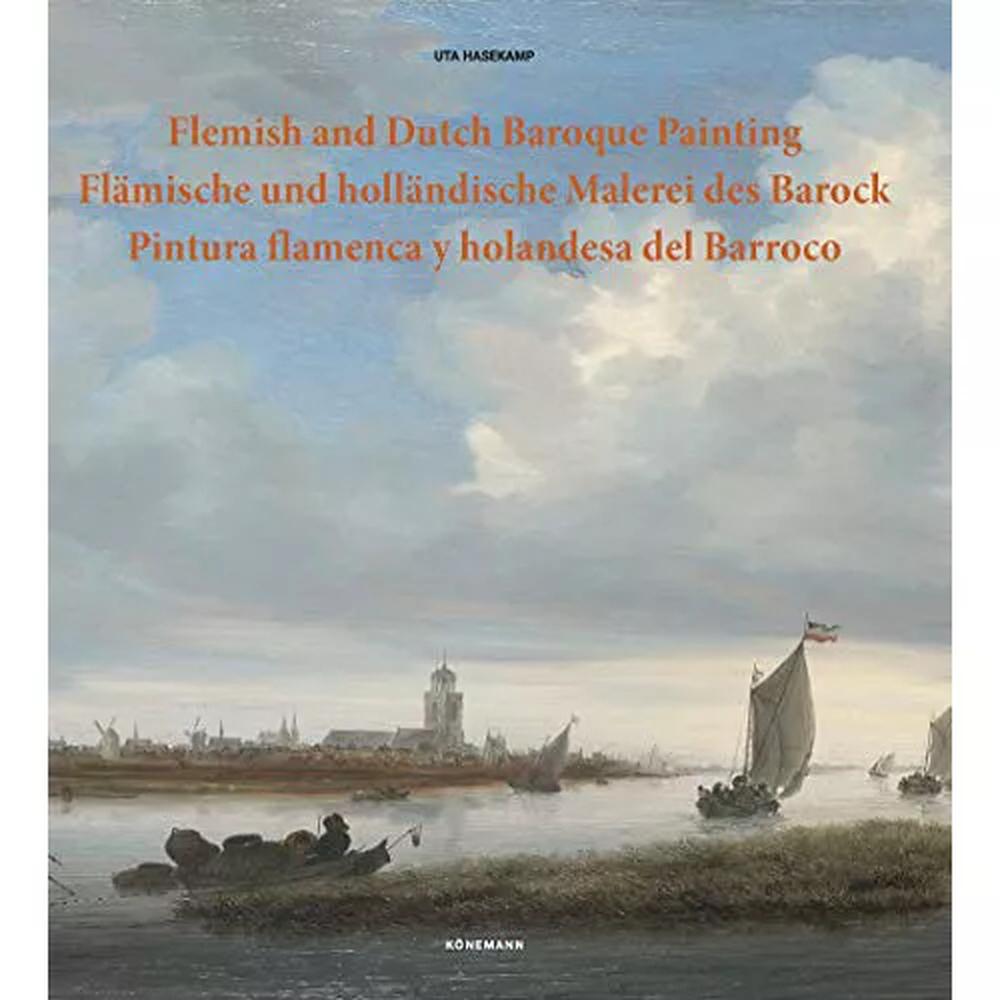 UTA HASEKAMP
Flemish and Dutch Baroque Painting
Flämische und holländische Malerei des Barock
Pintura flamenca y holandesa del Barroco
KÖNEMANN